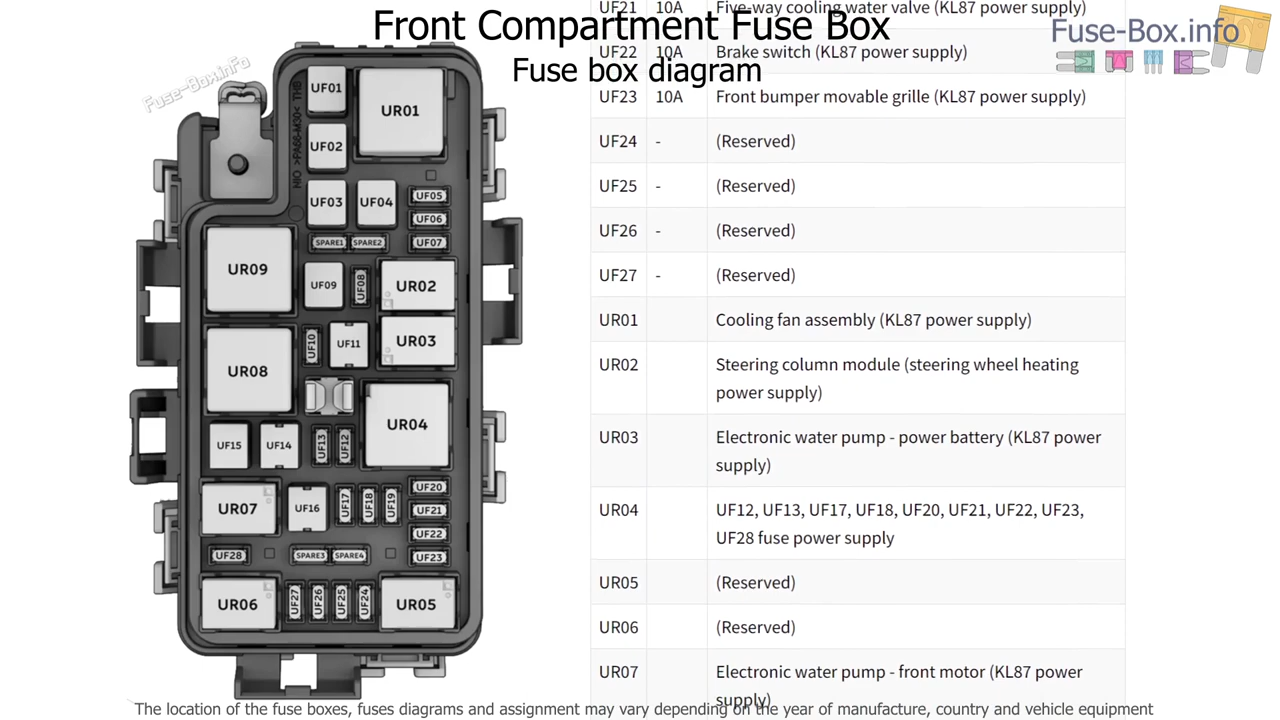 Front Compartment Fuse Box
Fuse box diagram
Fuse-Box.info
Fuse-Box.info
NIO >PA66-M30< THB
UF01
UR01
UF02
UF03
UF04
UF05
UF06
SPARE1
SPARE2
UF07
UR09
UF09
UF08
UR02
UF10
UF11
UR03
UR08
UR04
UF15
UF14
UF13
UF12
UR07
UF16
UF17
UF18
UF19
UF20
UF21
UF22
UF28
SPARE3
SPARE4
UF23
UR06
UF27
UF26
UF25
UF24
UR05
UF21 10A Five-way cooling water valve (KL87 power supply)
UF22 10A Brake switch (KL87 power supply)
UF23 10A Front bumper movable grille (KL87 power supply)
UF24 - (Reserved)
UF25 - (Reserved)
UF26 - (Reserved)
UF27 - (Reserved)
UR01 Cooling fan assembly (KL87 power supply)
UR02 Steering column module (steering wheel heating
power supply)
UR03 Electronic water pump - power battery (KL87 power
supply)
UR04 UF12, UF13, UF17, UF18, UF20, UF21, UF22, UF23,
UF28 fuse power supply
UR05 (Reserved)
UR06 (Reserved)
UR07 Electronic water pump - front motor (KL87 power
supply)
The location of the fuse boxes, fuses diagrams and assignment may vary depending on the year of manufacture, country and vehicle equipment